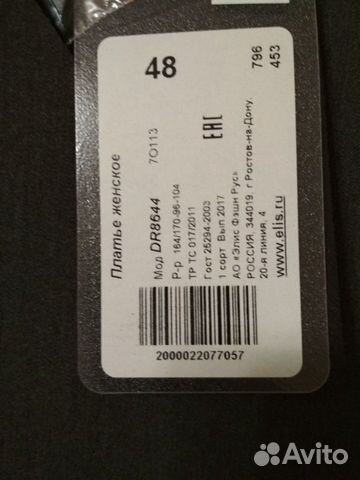 48
796
453
Платье женское
7О113
Мод DR8644
ЕАС
Р-р 164/170-96-104
ТР ТС 017/2011
Гост 25294-2003
1 сорт Вып 2017
АО «Элис Фэшн Рус»
РОССИЯ, 344019, г Ростов-на-Дону,
20-я линия, 4
www.elis.ru
2000022077057
Avito